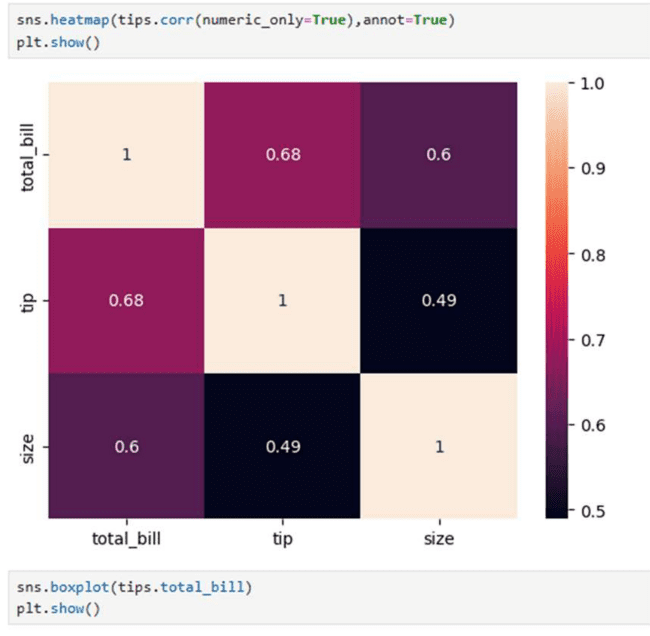 sns.heatmap(tips.corr(numeric_only=True),annot=True)
plt.show()
1.0
total_bill
1
0.68
0.6
0.9
0.8
tip
0.68
1
0.49
0.7
size
0.6
0.49
1
0.6
0.5
total_bill
tip
size
sns.boxplot(tips.total_bill)
plt.show()